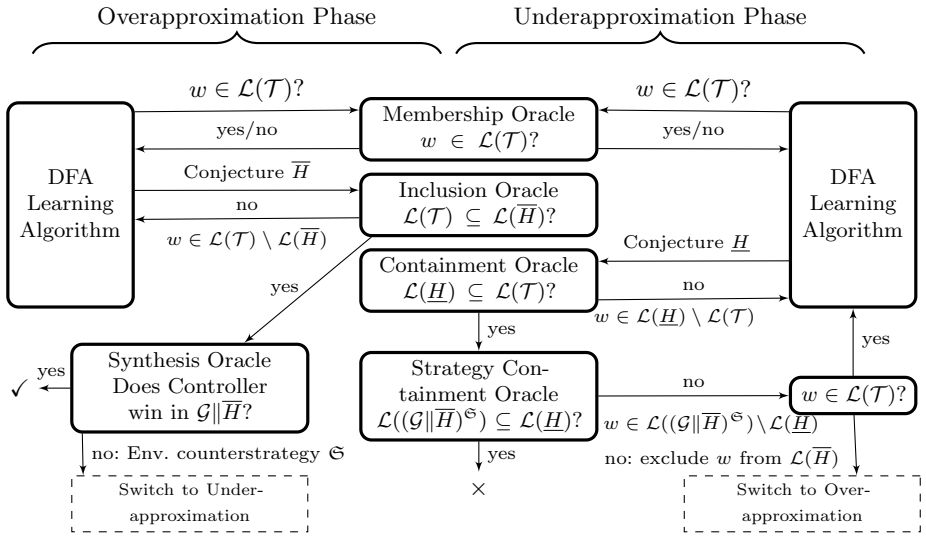 Overapproximation Phase
Underapproximation Phase
w ∈ L(T)?
w ∈ L(T)?
Membership Oracle
w ∈ L(T)?
yes/no
yes/no
DFA
Learning
Algorithm
DFA
Learning
Algorithm
Conjecture H̅
Inclusion Oracle
L(T) ⊆ L(H̅)?
no
w ∈ L(T) \ L(H̅)
Conjecture H̲
Containment Oracle
L(H̲) ⊆ L(T)?
yes
no
w ∈ L(H̲) \ L(T)
yes
yes
Synthesis Oracle
Does Controller
win in G∥H̅?
yes
✓
Strategy Con-
tainment Oracle
L((G∥H̅)^𝔖) ⊆ L(H̲)?
no
w ∈ L((G∥H̅)^𝔖)\L(H̲)
w ∈ L(T)?
no: Env. counterstrategy 𝔖
yes
no: exclude w from L(H̅)
Switch to Under-
approximation
×
Switch to Over-
approximation